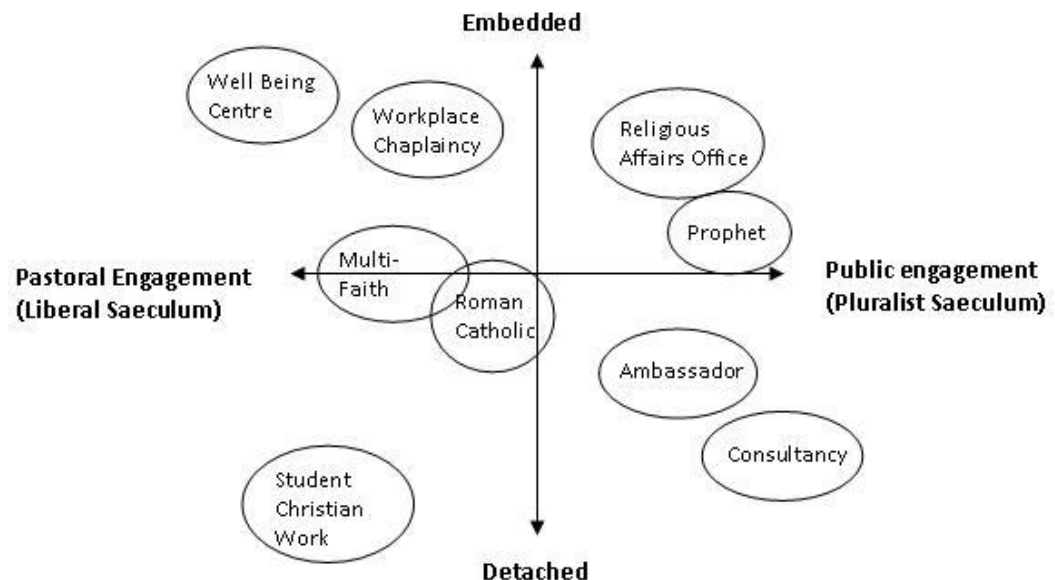 Embedded
Well Being
Centre
Workplace
Chaplaincy
Religious
Affairs Office
Prophet
Multi-
Faith
Pastoral Engagement
(Liberal Saeculum)
Public engagement
(Pluralist Saeculum)
Roman
Catholic
Ambassador
Consultancy
Student
Christian
Work
Detached